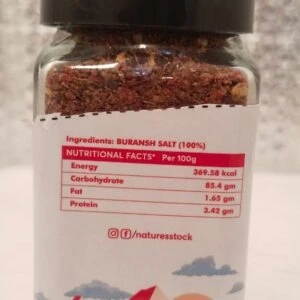 Ingredients: BURANSH SALT (100%)
NUTRITIONAL FACTS* Per 100g
Energy 369.58 kcal
Carbohydrate 85.4 gm
Fat 1.65 gm
Protein 3.42 gm
/naturesstock